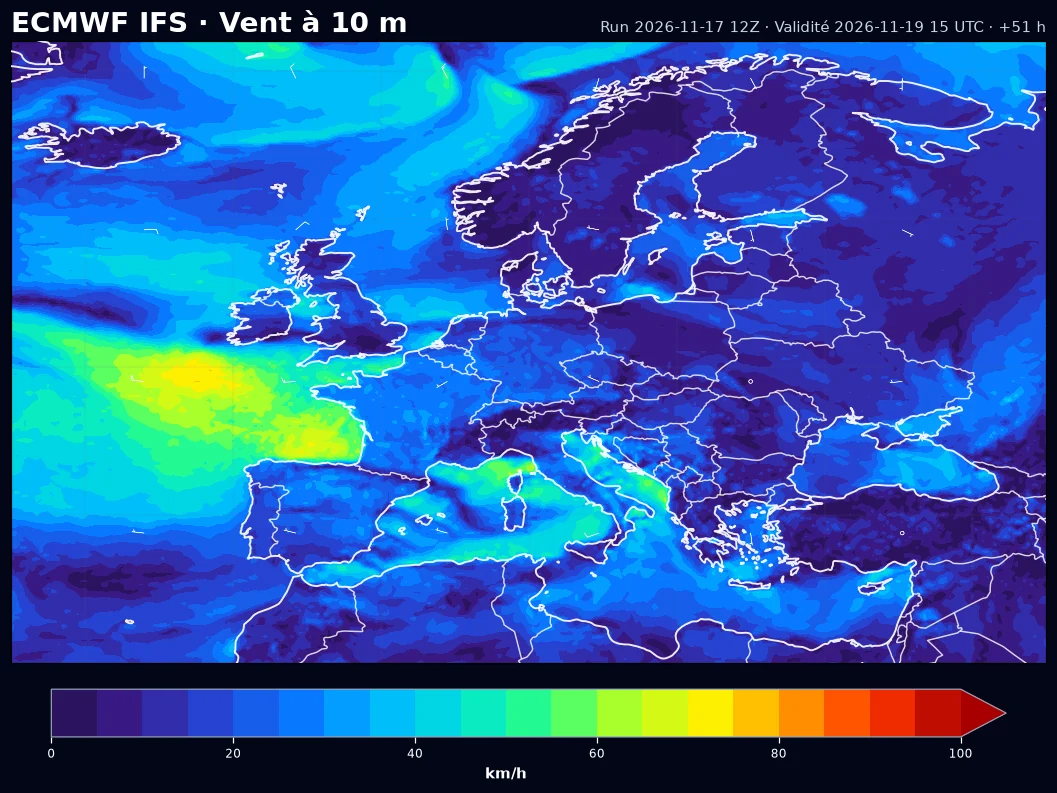 ECMWF IFS · Vent à 10 m
Run 2026-11-17 12Z · Validité 2026-11-19 15 UTC · +51 h
0 20 40 60 80 100
km/h